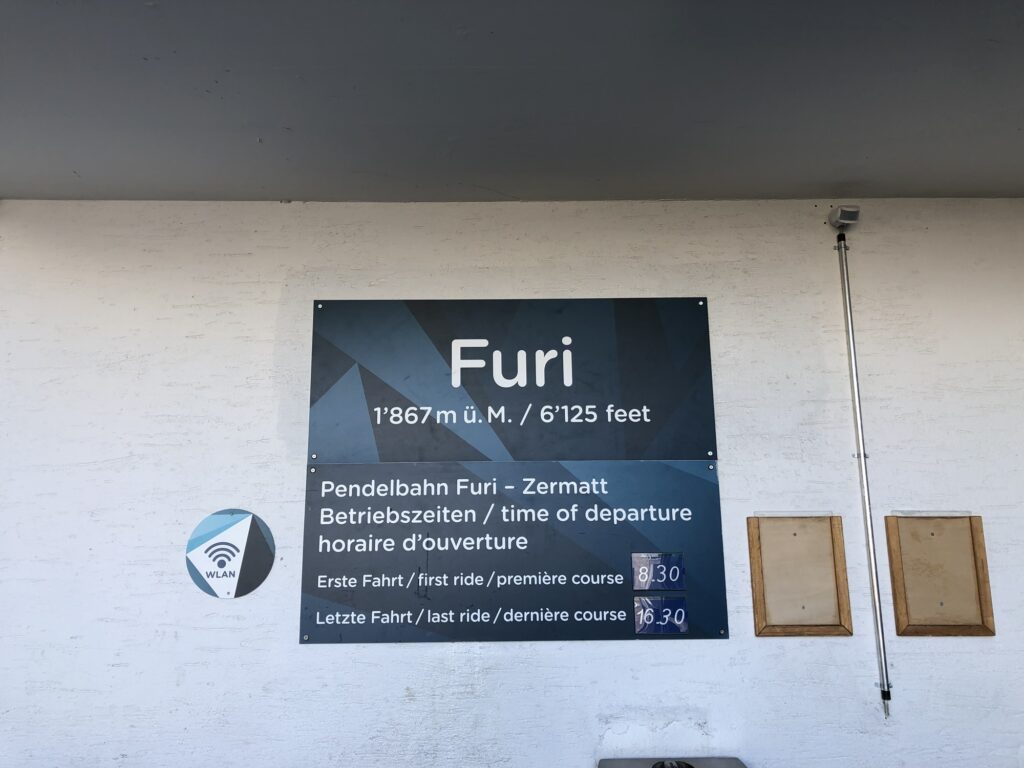 Furi
1'867 m ü. M. / 6'125 feet
Pendelbahn Furi – Zermatt
Betriebszeiten / time of departure
horaire d'ouverture
Erste Fahrt / first ride / première course 8.30
Letzte Fahrt / last ride / dernière course 16.30
WLAN